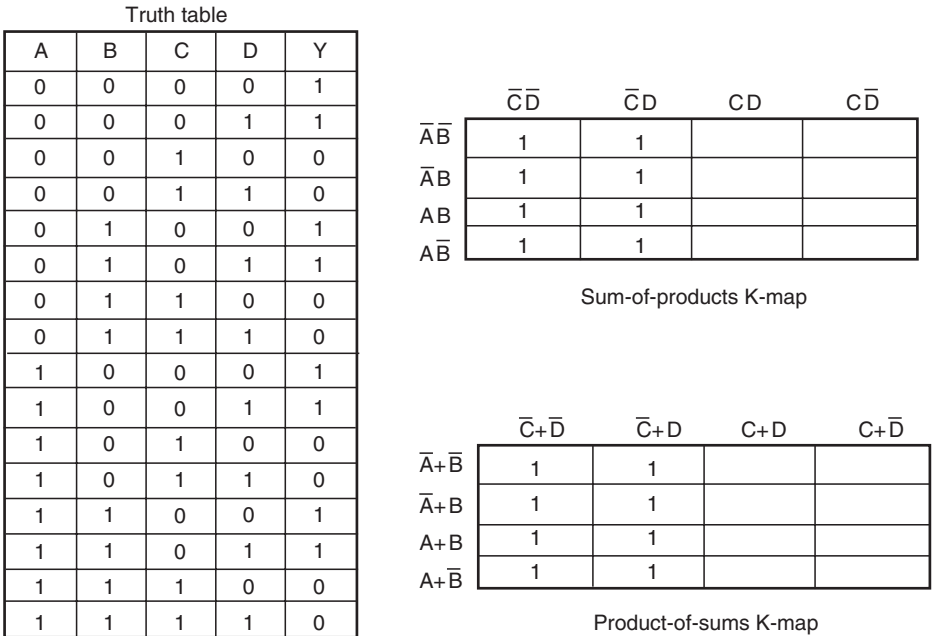 Truth table
A B C D Y
0 0 0 0 1
0 0 0 1 1
0 0 1 0 0
0 0 1 1 0
0 1 0 0 1
0 1 0 1 1
0 1 1 0 0
0 1 1 1 0
1 0 0 0 1
1 0 0 1 1
1 0 1 0 0
1 0 1 1 0
1 1 0 0 1
1 1 0 1 1
1 1 1 0 0
1 1 1 1 0
C̅D̅ C̅D CD CD̅
A̅B̅ 1 1
A̅B 1 1
AB 1 1
AB̅ 1 1
Sum-of-products K-map
C̅+D̅ C̅+D C+D C+D̅
A̅+B̅ 1 1
A̅+B 1 1
A+B 1 1
A+B̅ 1 1
Product-of-sums K-map